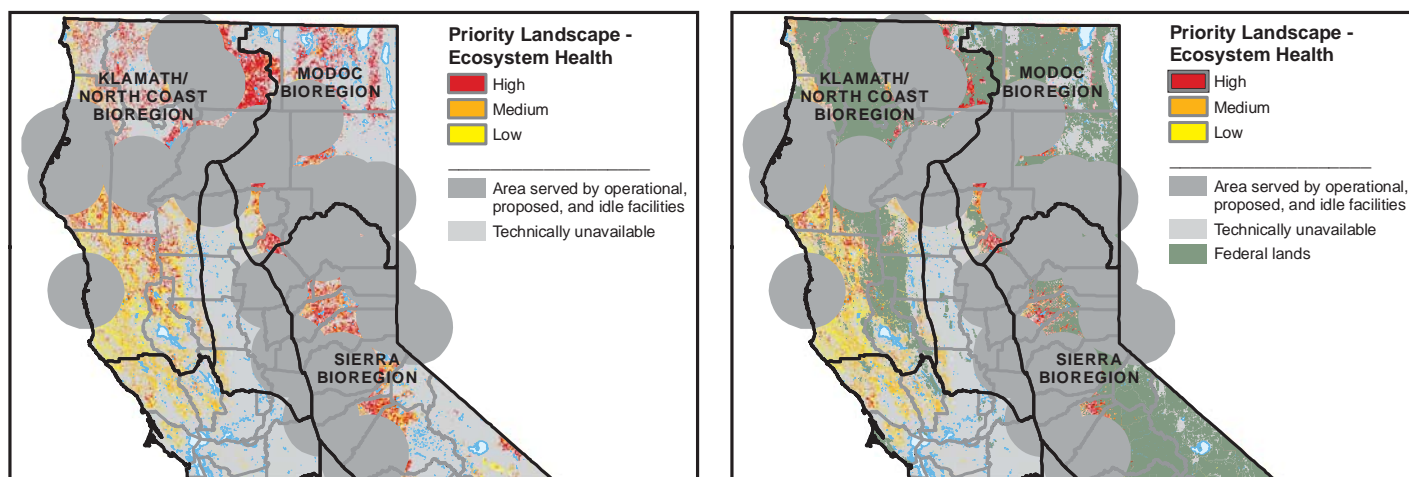 KLAMATH/
NORTH COAST
BIOREGION
MODOC
BIOREGION
SIERRA
BIOREGION
Priority Landscape -
Ecosystem Health
High
Medium
Low
Area served by operational,
proposed, and idle facilities
Technically unavailable
KLAMATH/
NORTH COAST
BIOREGION
MODOC
BIOREGION
SIERRA
BIOREGION
Priority Landscape -
Ecosystem Health
High
Medium
Low
Area served by operational,
proposed, and idle facilities
Technically unavailable
Federal lands